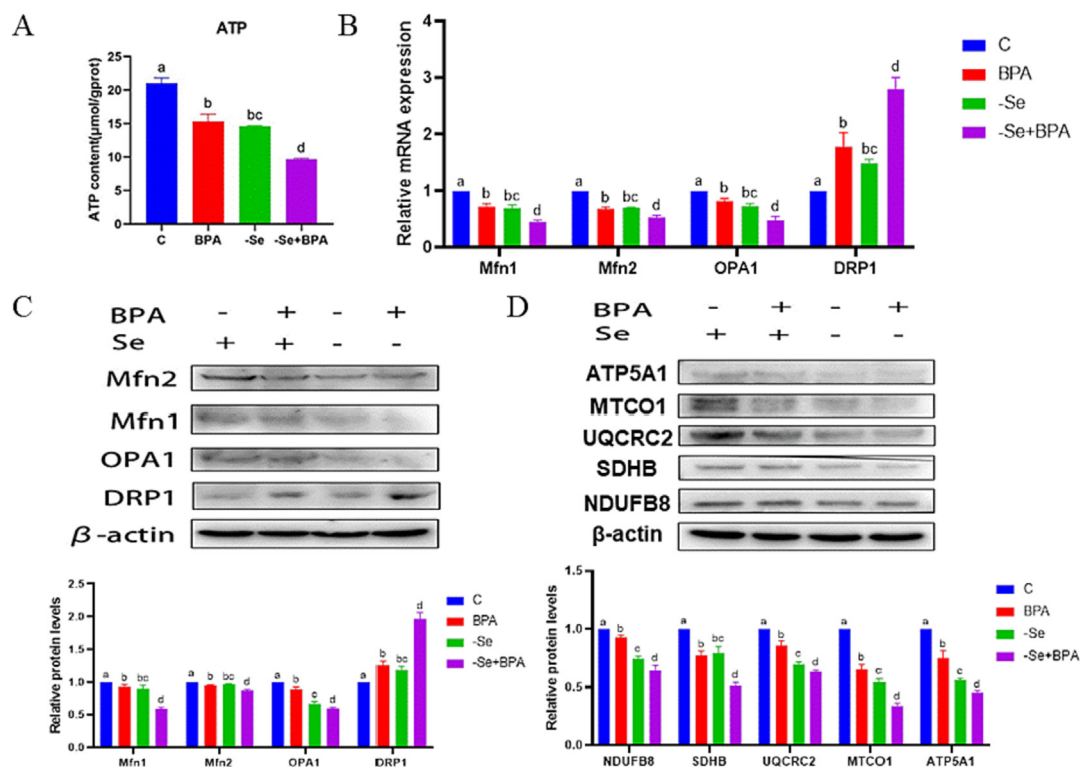 A
ATP
ATP content(μmol/gprot)
25
20
15
10
5
0
a
b
bc
d
C BPA -Se -Se+BPA
B
Relative mRNA expression
4
3
2
1
0
a b bc d a b bc d a b bc d a b bc d
Mfn1 Mfn2 OPA1 DRP1
C
BPA
-Se
-Se+BPA
C
BPA - + - +
Se + + - -
Mfn2
Mfn1
OPA1
DRP1
β-actin
Relative protein levels
2.5
2.0
1.5
1.0
0.5
0.0
a b bc d a b bc d a b c d a b bc d
Mfn1 Mfn2 OPA1 DRP1
C
BPA
-Se
-Se+BPA
D
BPA - + - +
Se + + - -
ATP5A1
MTCO1
UQCRC2
SDHB
NDUFB8
β-actin
Relative protein levels
1.5
1.0
0.5
0.0
a b c d a b bc d a b c d a b c d a b c d
NDUFB8 SDHB UQCRC2 MTCO1 ATP5A1
C
BPA
-Se
-Se+BPA